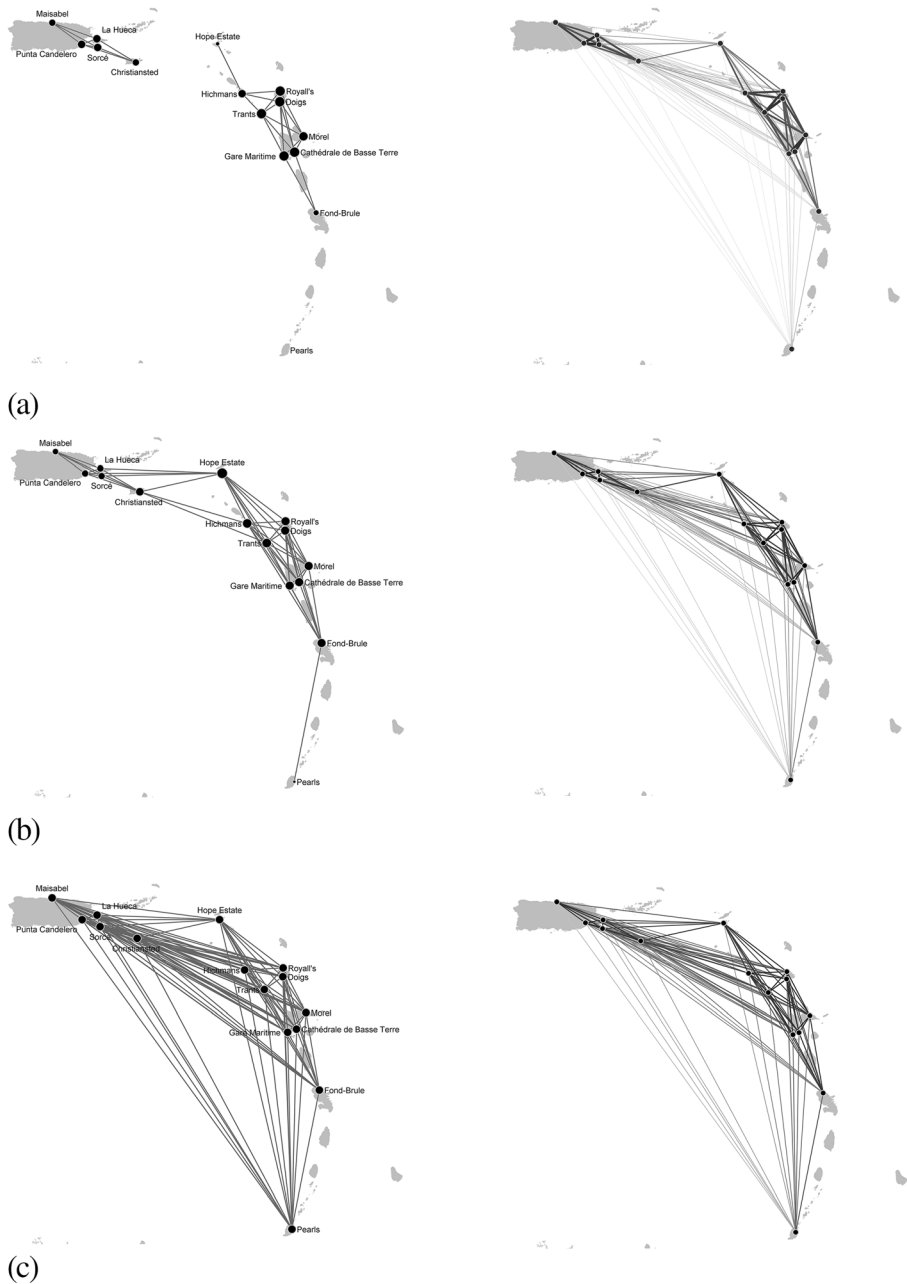 Maisabel
La Hueca
Punta Candelero
Sorcé
Christiansted
Hope Estate
Hichmans
Royall's
Doigs
Trants
Morel
Gare Maritime
Cathédrale de Basse Terre
Fond-Brule
Pearls
(a)
Maisabel
La Hueca
Punta Candelero
Sorcé
Christiansted
Hope Estate
Hichmans
Royall's
Doigs
Trants
Morel
Gare Maritime
Cathédrale de Basse Terre
Fond-Brule
Pearls
(b)
Maisabel
La Hueca
Punta Candelero
Sorcé
Christiansted
Hope Estate
Hichmans
Royall's
Doigs
Trants
Morel
Gare Maritime
Cathédrale de Basse Terre
Fond-Brule
Pearls
(c)